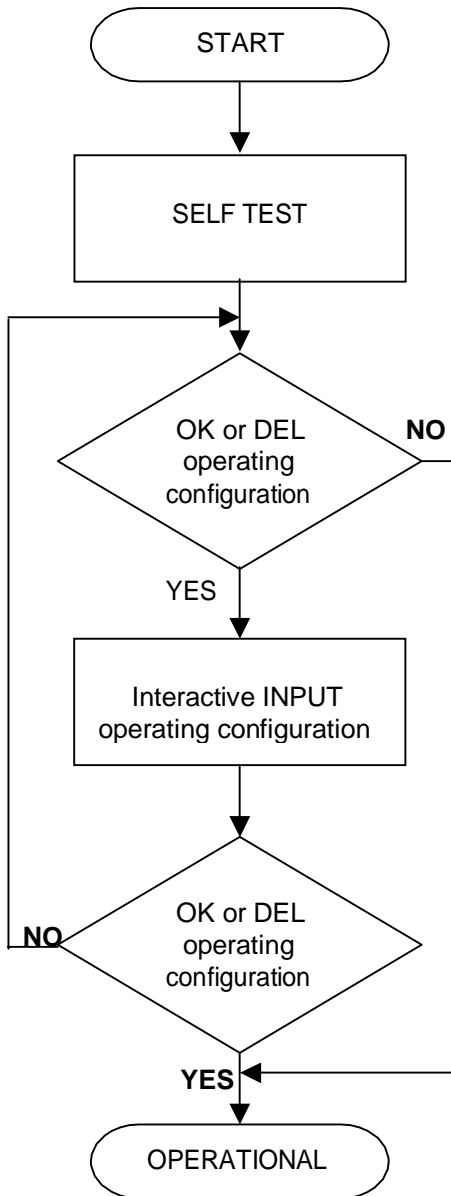 START
SELF TEST
OK or DEL
operating
configuration
NO
YES
Interactive INPUT
operating configuration
OK or DEL
operating
configuration
NO
YES
OPERATIONAL